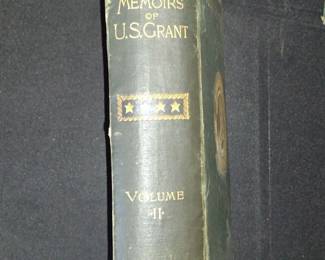 MEMOIRS
OF
U.S. GRANT
VOLUME
·II·